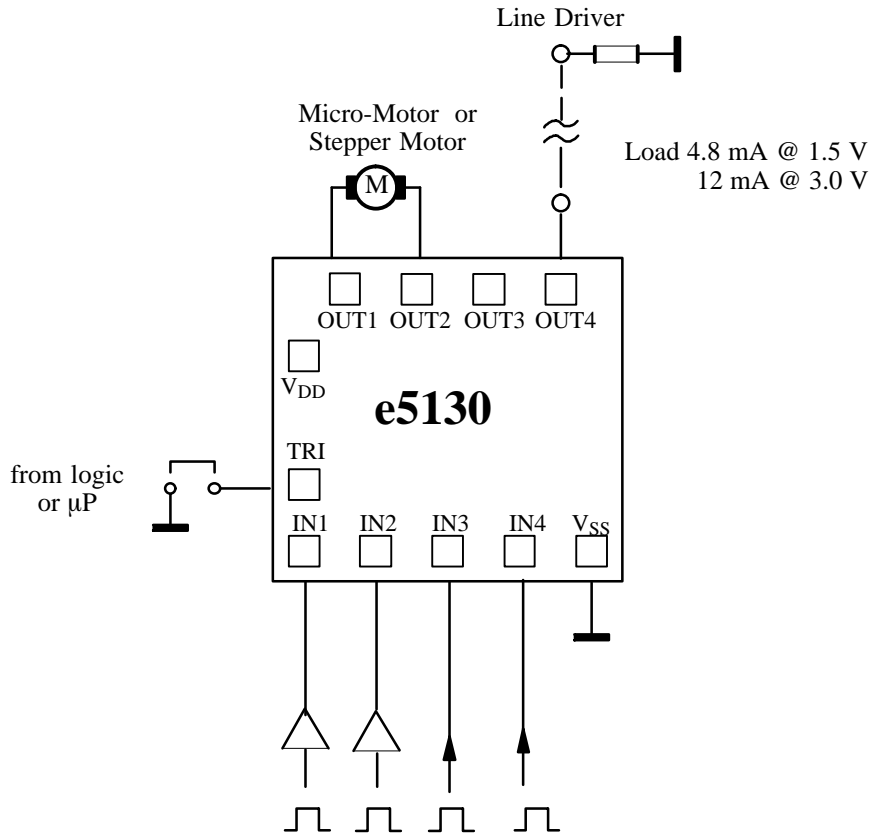 Line Driver
Micro-Motor or
Stepper Motor
Load 4.8 mA @ 1.5 V
12 mA @ 3.0 V
M
OUT1 OUT2 OUT3 OUT4
VDD
e5130
TRI
from logic
or µP
IN1 IN2 IN3 IN4 VSS